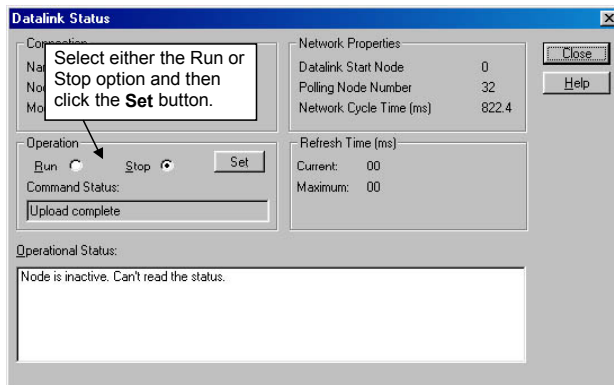 Datalink Status
Connection
Select either the Run or
Stop option and then
click the Set button.
Network Properties
Datalink Start Node 0
Polling Node Number 32
Network Cycle Time (ms) 822.4
Close
Help
Operation
Run Stop Set
Command Status:
Upload complete
Refresh Time (ms)
Current: 00
Maximum: 00
Operational Status:
Node is inactive. Can't read the status.